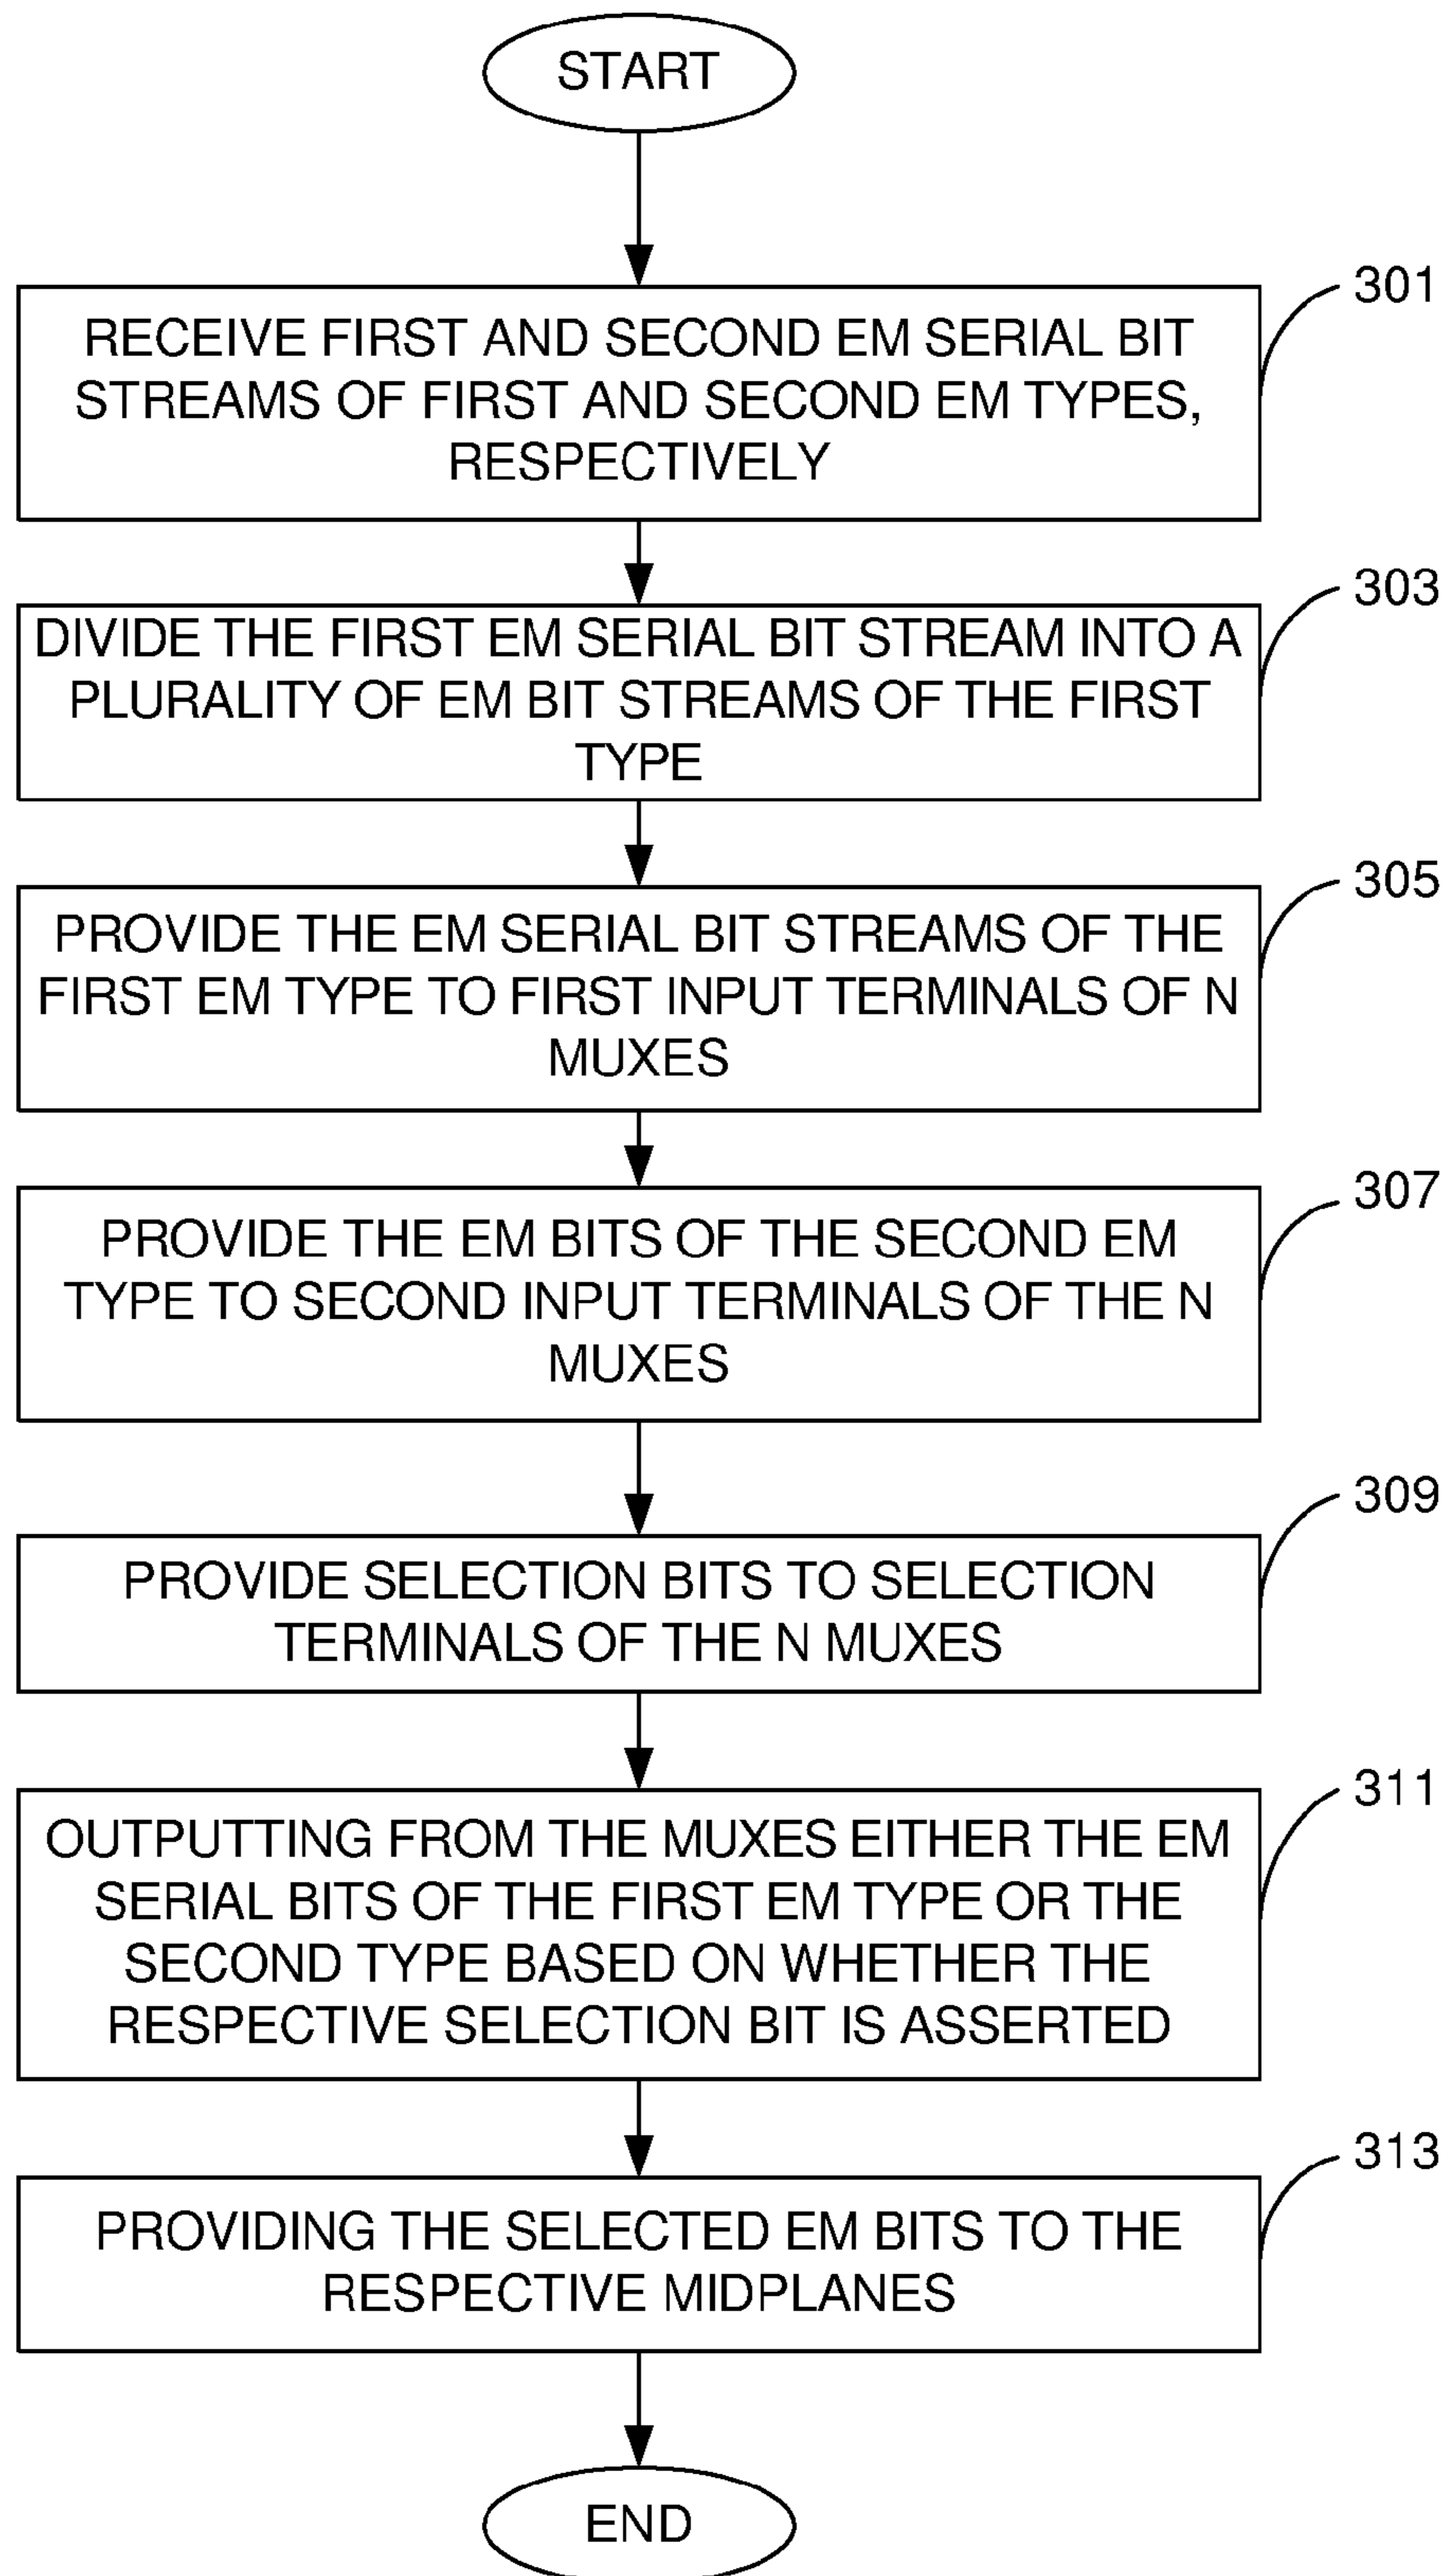 START
301
RECEIVE FIRST AND SECOND EM SERIAL BIT
STREAMS OF FIRST AND SECOND EM TYPES,
RESPECTIVELY
303
DIVIDE THE FIRST EM SERIAL BIT STREAM INTO A
PLURALITY OF EM BIT STREAMS OF THE FIRST
TYPE
305
PROVIDE THE EM SERIAL BIT STREAMS OF THE
FIRST EM TYPE TO FIRST INPUT TERMINALS OF N
MUXES
307
PROVIDE THE EM BITS OF THE SECOND EM
TYPE TO SECOND INPUT TERMINALS OF THE N
MUXES
309
PROVIDE SELECTION BITS TO SELECTION
TERMINALS OF THE N MUXES
311
OUTPUTTING FROM THE MUXES EITHER THE EM
SERIAL BITS OF THE FIRST EM TYPE OR THE
SECOND TYPE BASED ON WHETHER THE
RESPECTIVE SELECTION BIT IS ASSERTED
313
PROVIDING THE SELECTED EM BITS TO THE
RESPECTIVE MIDPLANES
END